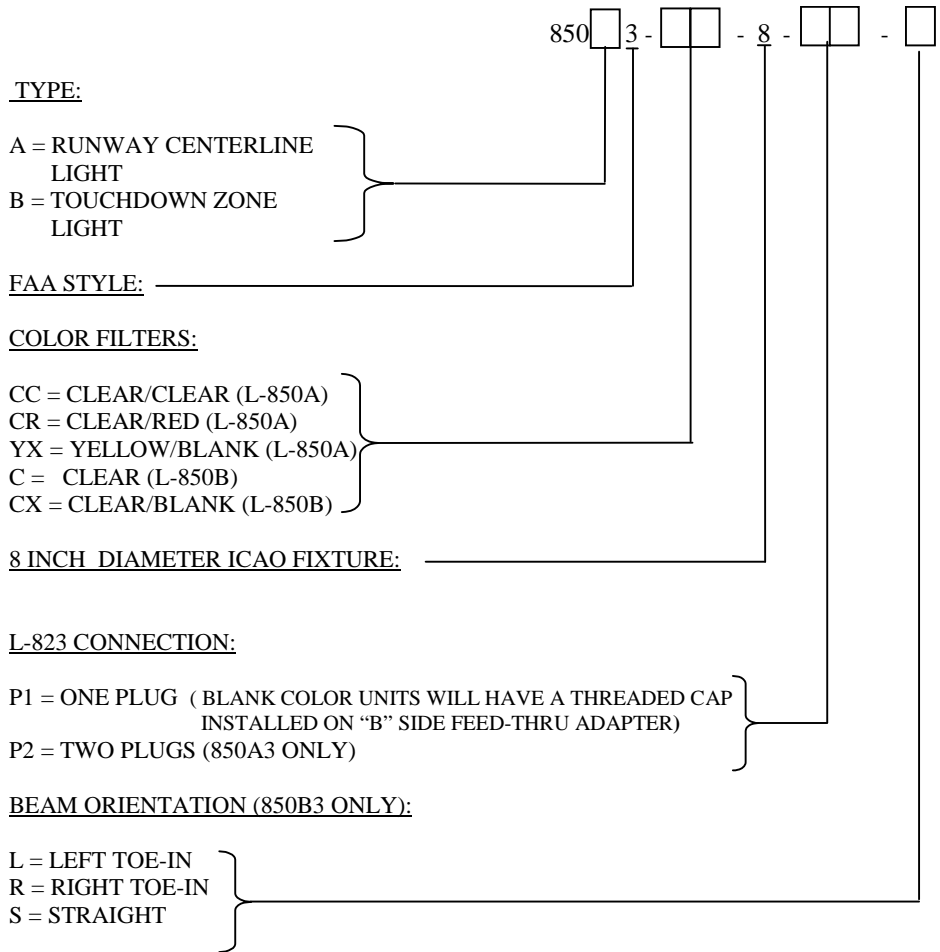 850 3 - - 8 - -
TYPE:
A = RUNWAY CENTERLINE
LIGHT
B = TOUCHDOWN ZONE
LIGHT
FAA STYLE:
COLOR FILTERS:
CC = CLEAR/CLEAR (L-850A)
CR = CLEAR/RED (L-850A)
YX = YELLOW/BLANK (L-850A)
C = CLEAR (L-850B)
CX = CLEAR/BLANK (L-850B)
8 INCH DIAMETER ICAO FIXTURE:
L-823 CONNECTION:
P1 = ONE PLUG ( BLANK COLOR UNITS WILL HAVE A THREADED CAP
INSTALLED ON “B” SIDE FEED-THRU ADAPTER)
P2 = TWO PLUGS (850A3 ONLY)
BEAM ORIENTATION (850B3 ONLY):
L = LEFT TOE-IN
R = RIGHT TOE-IN
S = STRAIGHT